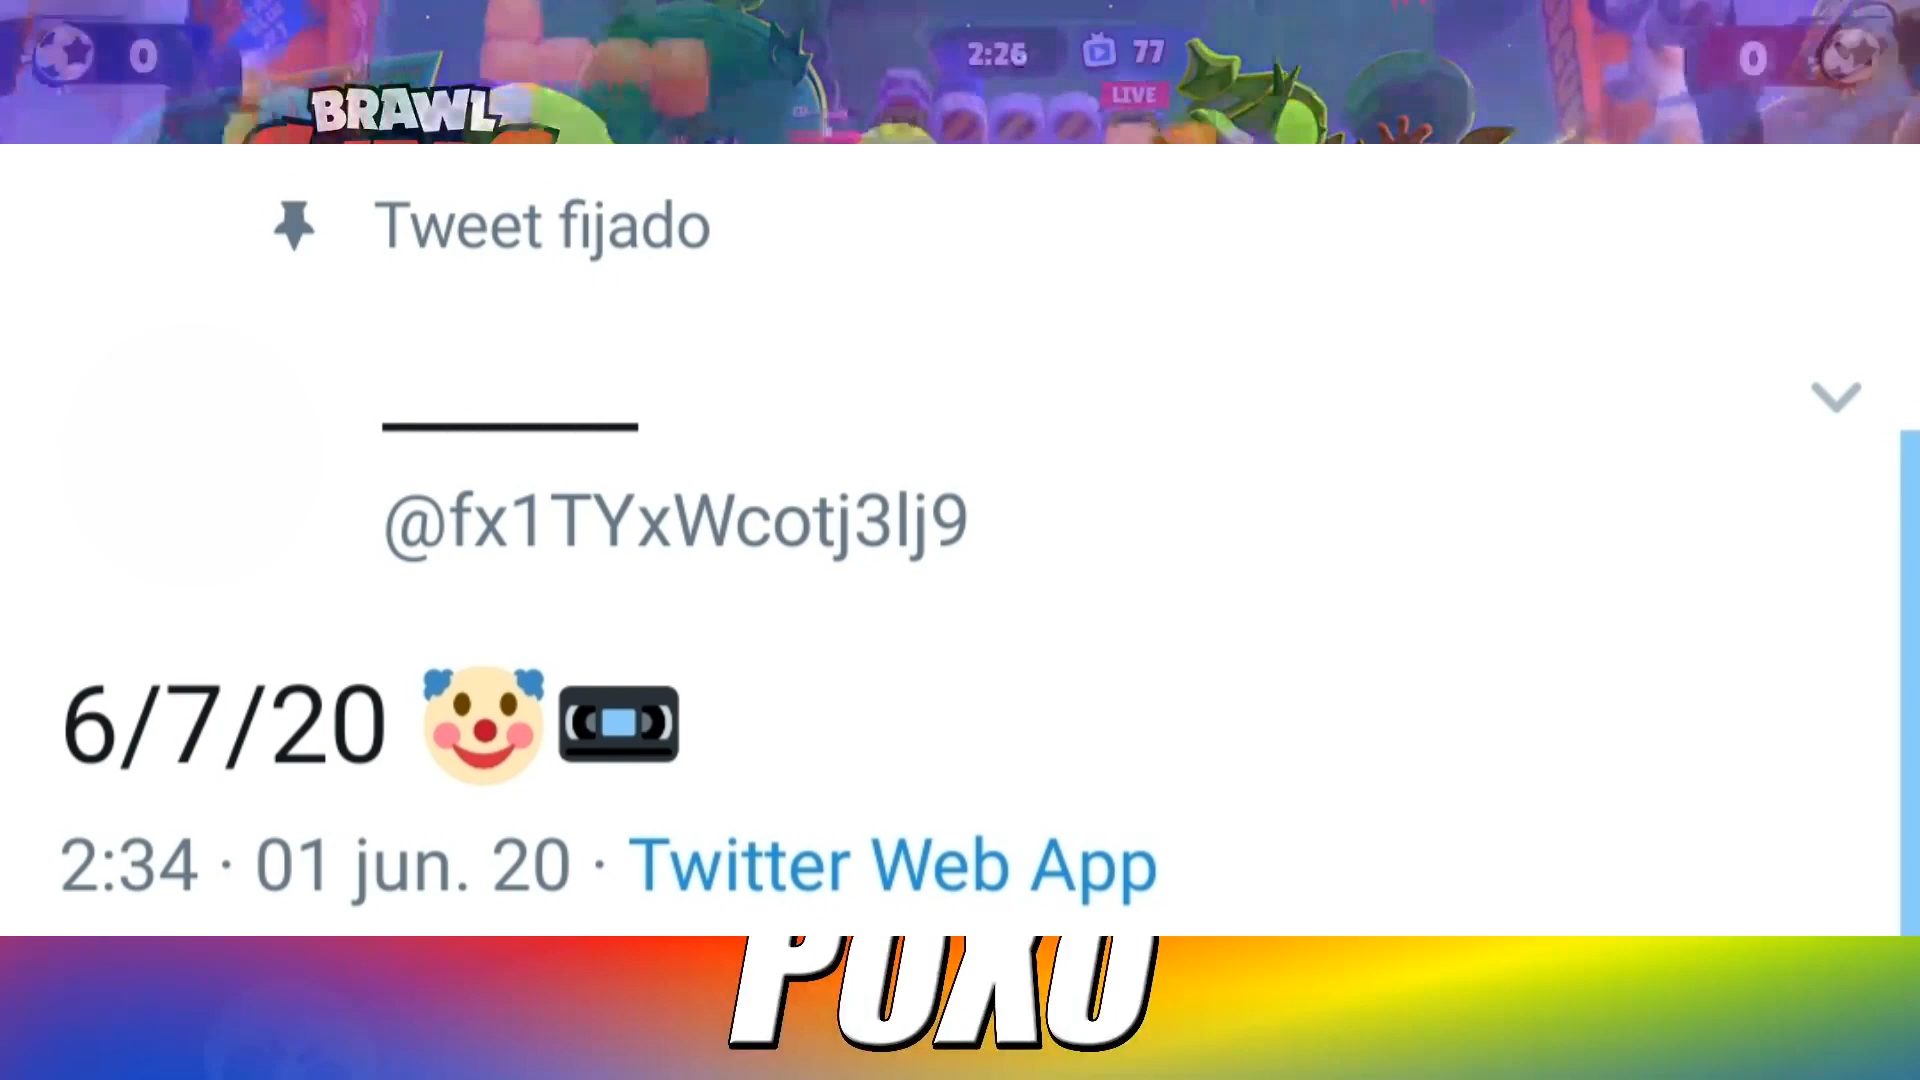 0
2:26
77
0
LIVE
BRAWL
Tweet fijado
@fx1TYxWcotj3lj9
6/7/20 🤡📼
2:34 · 01 jun. 20 · Twitter Web App
POXO